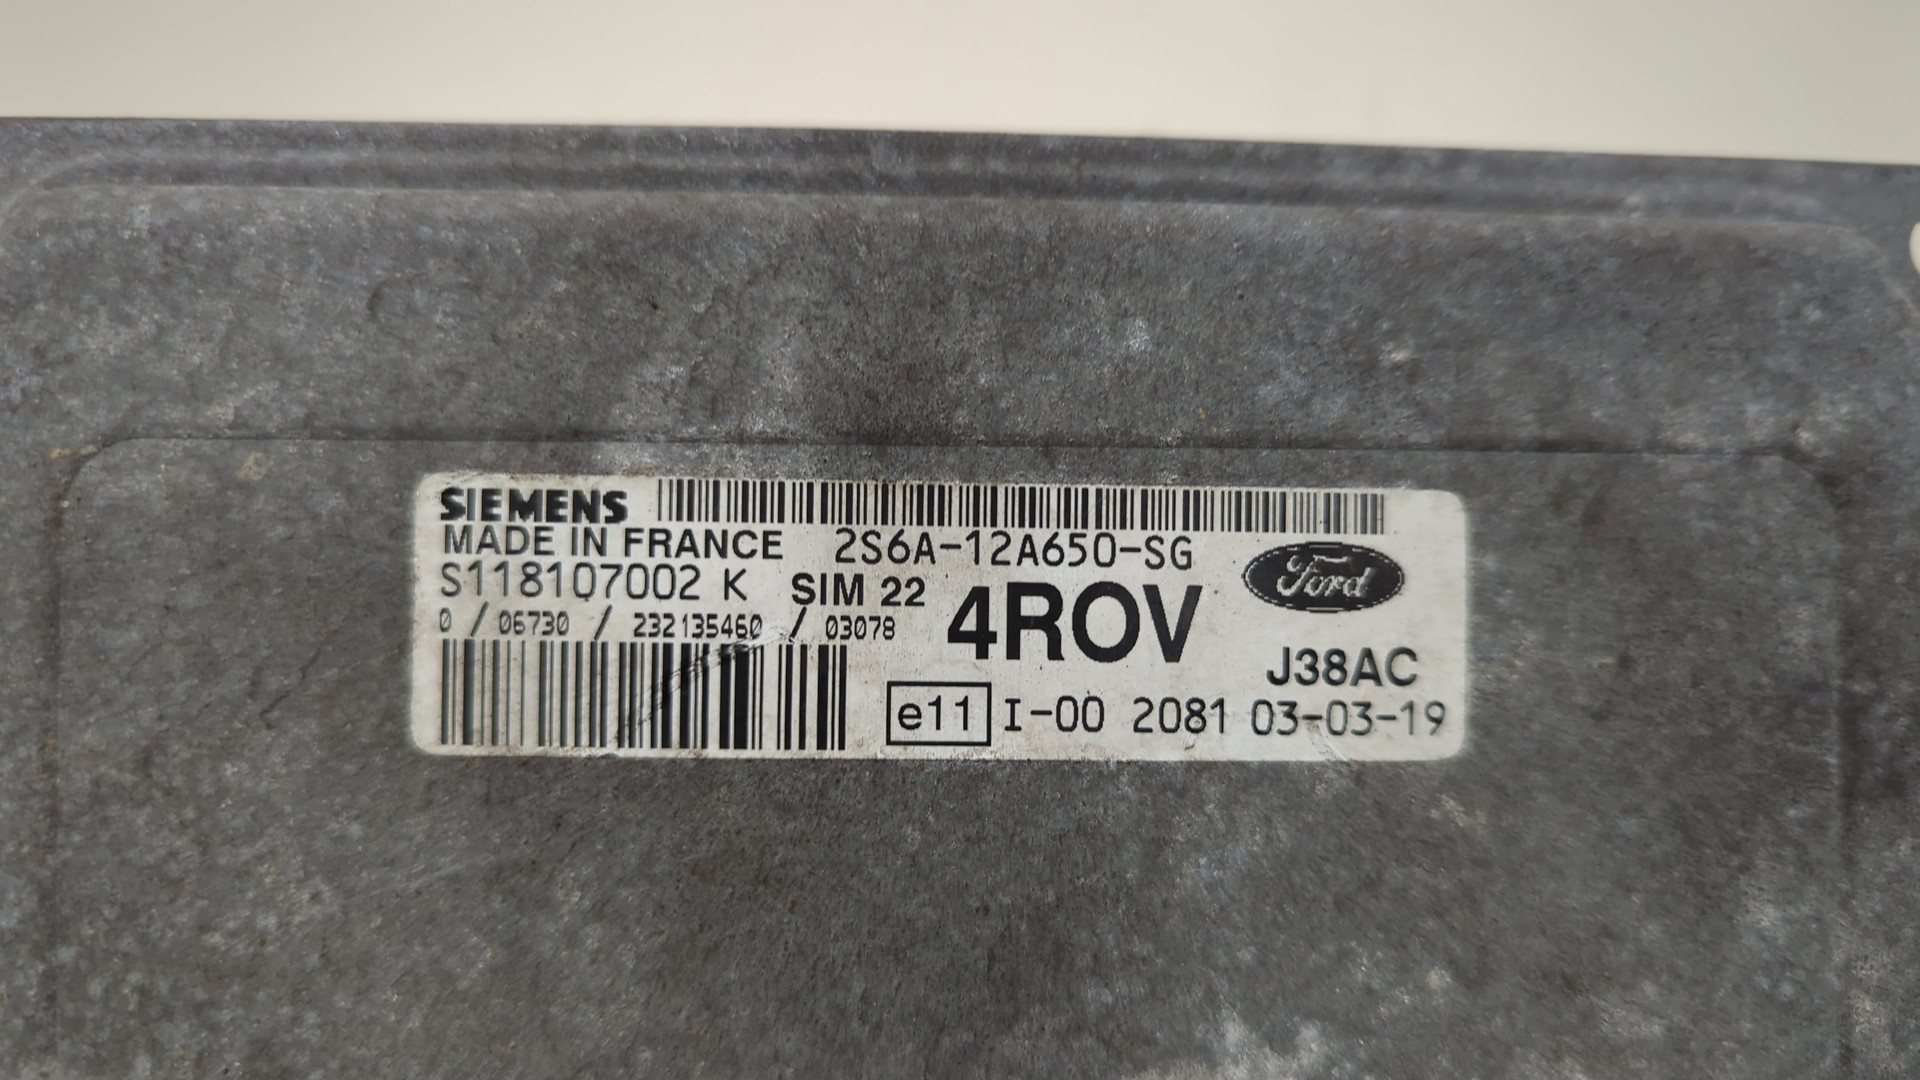 SIEMENS
MADE IN FRANCE 2S6A-12A650-SG
S118107002 K SIM 22 4ROV Ford
0 / 06730 / 232135460 / 03078
J38AC
e11 I-00 2081 03-03-19